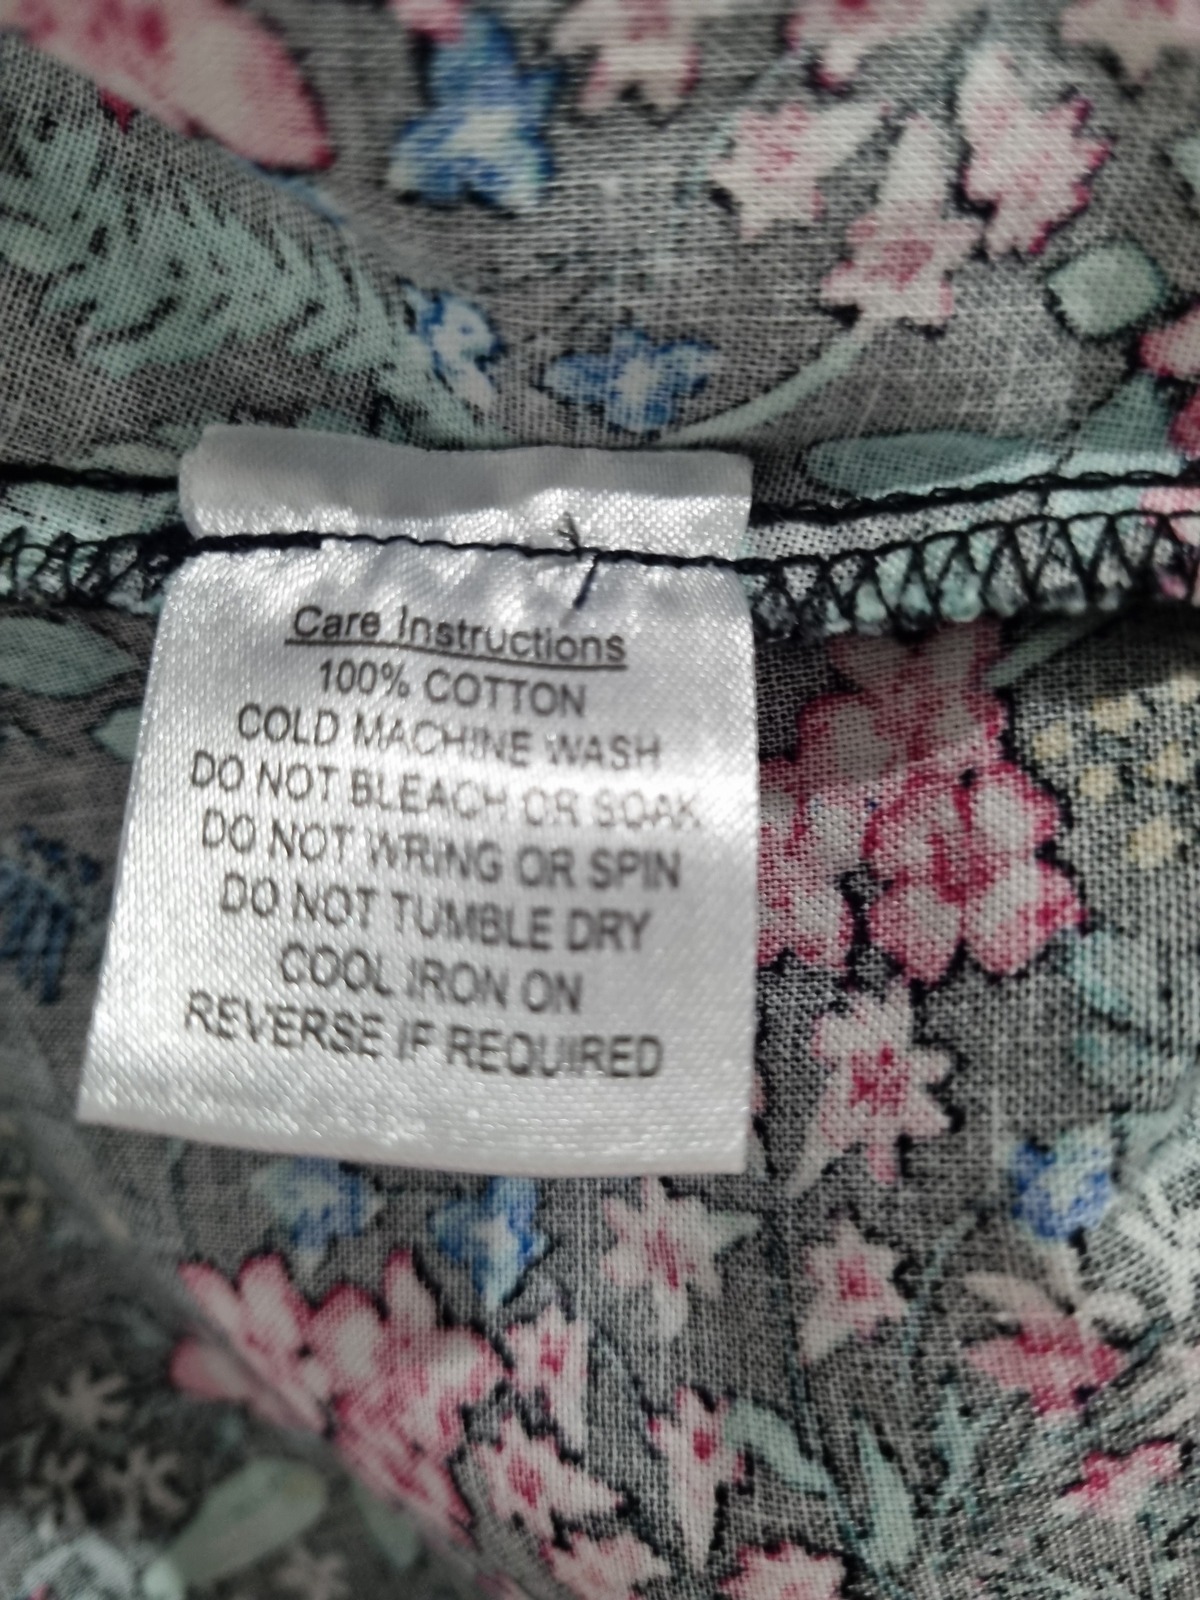 Care Instructions
100% COTTON
COLD MACHINE WASH
DO NOT BLEACH OR SOAK
DO NOT WRING OR SPIN
DO NOT TUMBLE DRY
COOL IRON ON
REVERSE IF REQUIRED